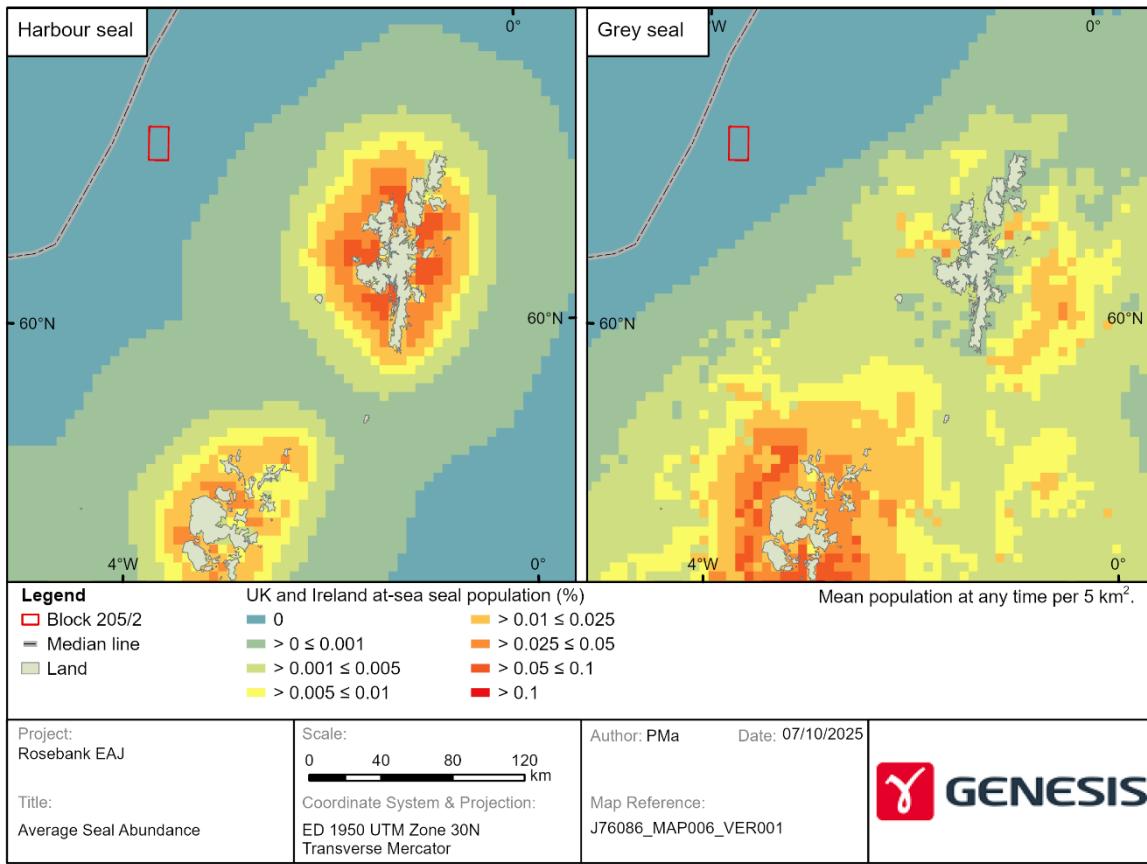 Harbour seal
0°
60°N
60°N
4°W
0°
Grey seal
W
0°
60°N
60°N
4°W
0°
Legend
Block 205/2
Median line
Land
UK and Ireland at-sea seal population (%)
0
> 0 ≤ 0.001
> 0.001 ≤ 0.005
> 0.005 ≤ 0.01
> 0.01 ≤ 0.025
> 0.025 ≤ 0.05
> 0.05 ≤ 0.1
> 0.1
Mean population at any time per 5 km².
Project:
Rosebank EAJ
Title:
Average Seal Abundance
Scale:
0 40 80 120
km
Coordinate System & Projection:
ED 1950 UTM Zone 30N
Transverse Mercator
Author: PMa Date: 07/10/2025
Map Reference:
J76086_MAP006_VER001
GENESIS